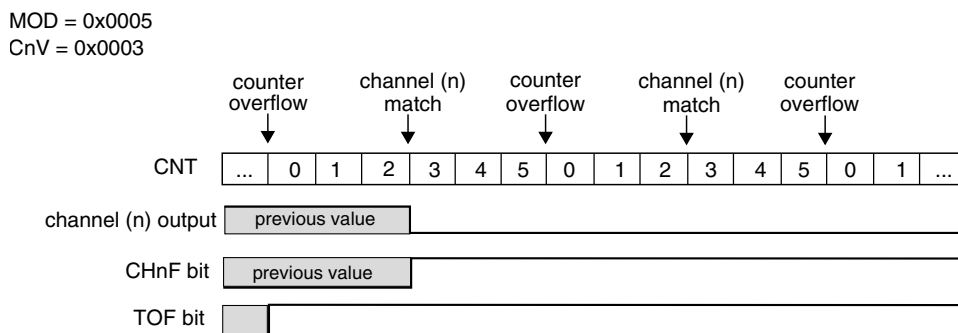 MOD = 0x0005
CnV = 0x0003
counter overflow
channel (n) match
counter overflow
channel (n) match
counter overflow
CNT ... 0 1 2 3 4 5 0 1 2 3 4 5 0 1 ...
channel (n) output previous value
CHnF bit previous value
TOF bit